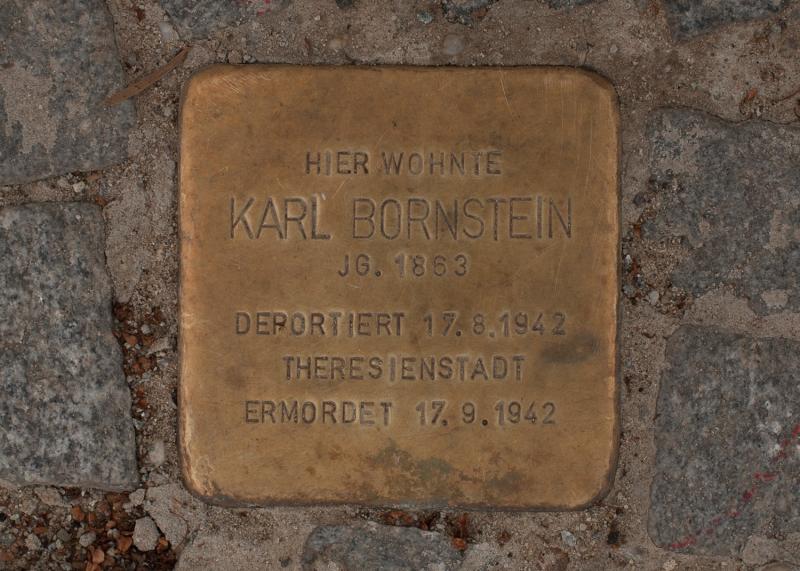 HIER WOHNTE
KARL BORNSTEIN
JG. 1863
DEPORTIERT 17.8.1942
THERESIENSTADT
ERMORDET 17.9.1942